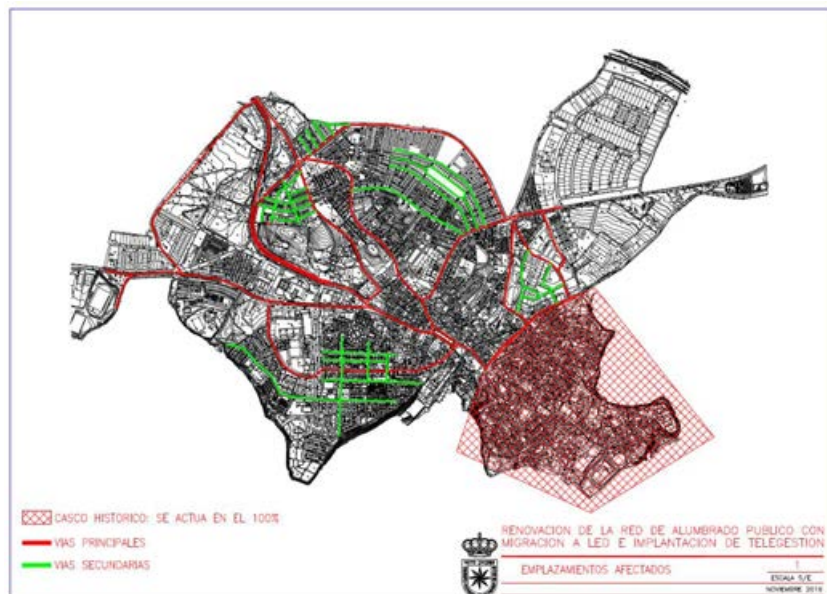 CASCO HISTORICO: SE ACTUA EN EL 100%
VIAS PRINCIPALES
VIAS SECUNDARIAS
RENOVACION DE LA RED DE ALUMBRADO PUBLICO CON
MIGRACION A LED E IMPLANTACION DE TELEGESTION
EMPLAZAMIENTOS AFECTADOS
1
ESCALA S/E
NOVIEMBRE 2016